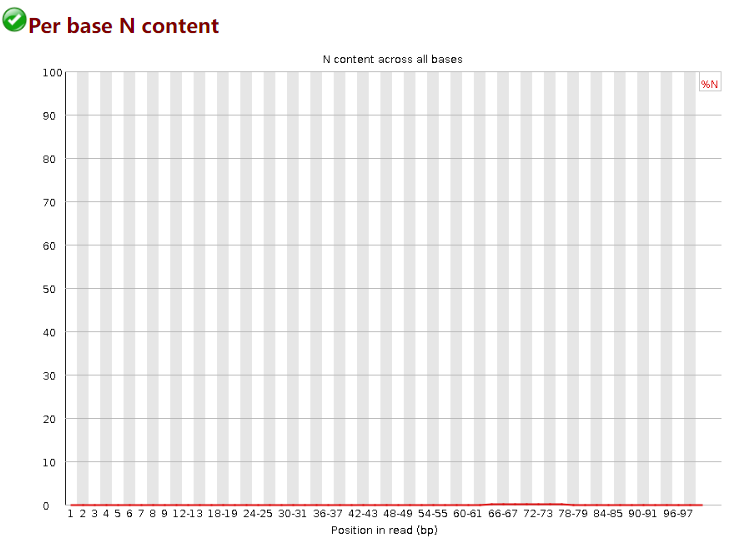 Per base N content
N content across all bases
%N
100
90
80
70
60
50
40
30
20
10
0
1 2 3 4 5 6 7 8 9 12-13 18-19 24-25 30-31 36-37 42-43 48-49 54-55 60-61 66-67 72-73 78-79 84-85 90-91 96-97
Position in read (bp)